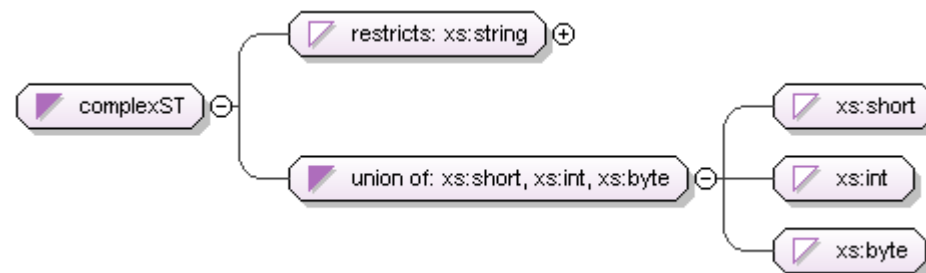 restricts: xs:string
complexST
xs:short
union of: xs:short, xs:int, xs:byte
xs:int
xs:byte